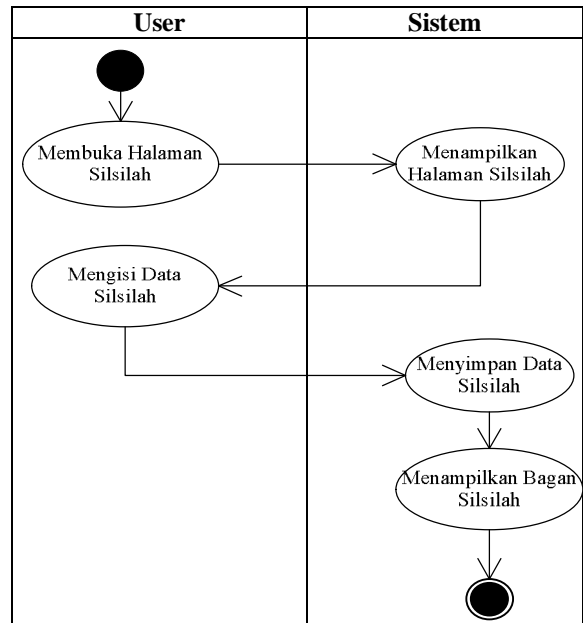 User
Sistem
Membuka Halaman
Silsilah
Menampilkan
Halaman Silsilah
Mengisi Data
Silsilah
Menyimpan Data
Silsilah
Menampilkan Bagan
Silsilah